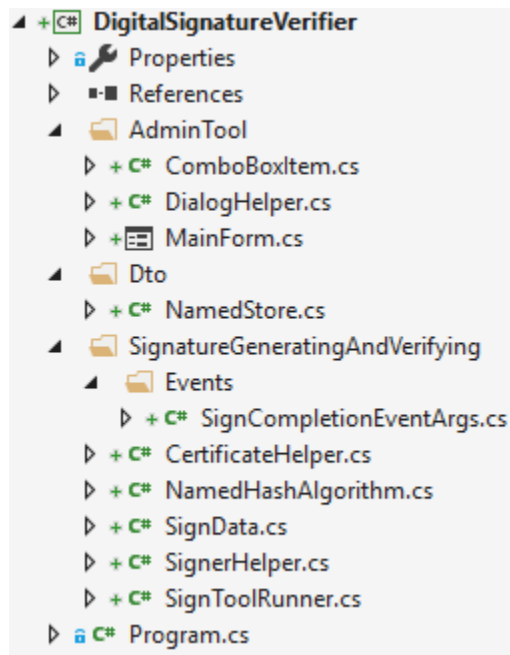 DigitalSignatureVerifier
Properties
References
AdminTool
C# ComboBoxItem.cs
C# DialogHelper.cs
MainForm.cs
Dto
C# NamedStore.cs
SignatureGeneratingAndVerifying
Events
C# SignCompletionEventArgs.cs
C# CertificateHelper.cs
C# NamedHashAlgorithm.cs
C# SignData.cs
C# SignerHelper.cs
C# SignToolRunner.cs
C# Program.cs